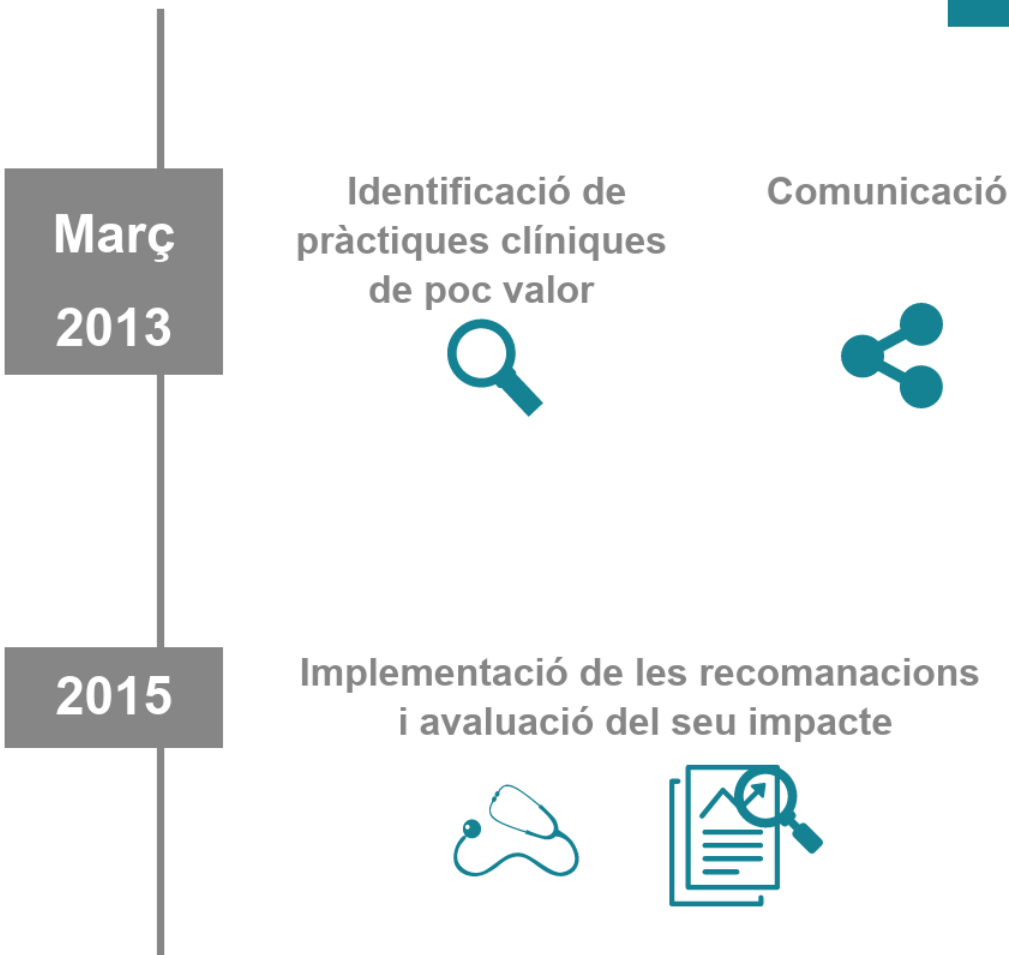 Març
2013
Identificació de
pràctiques clíniques
de poc valor
Comunicació
2015
Implementació de les recomanacions
i avaluació del seu impacte